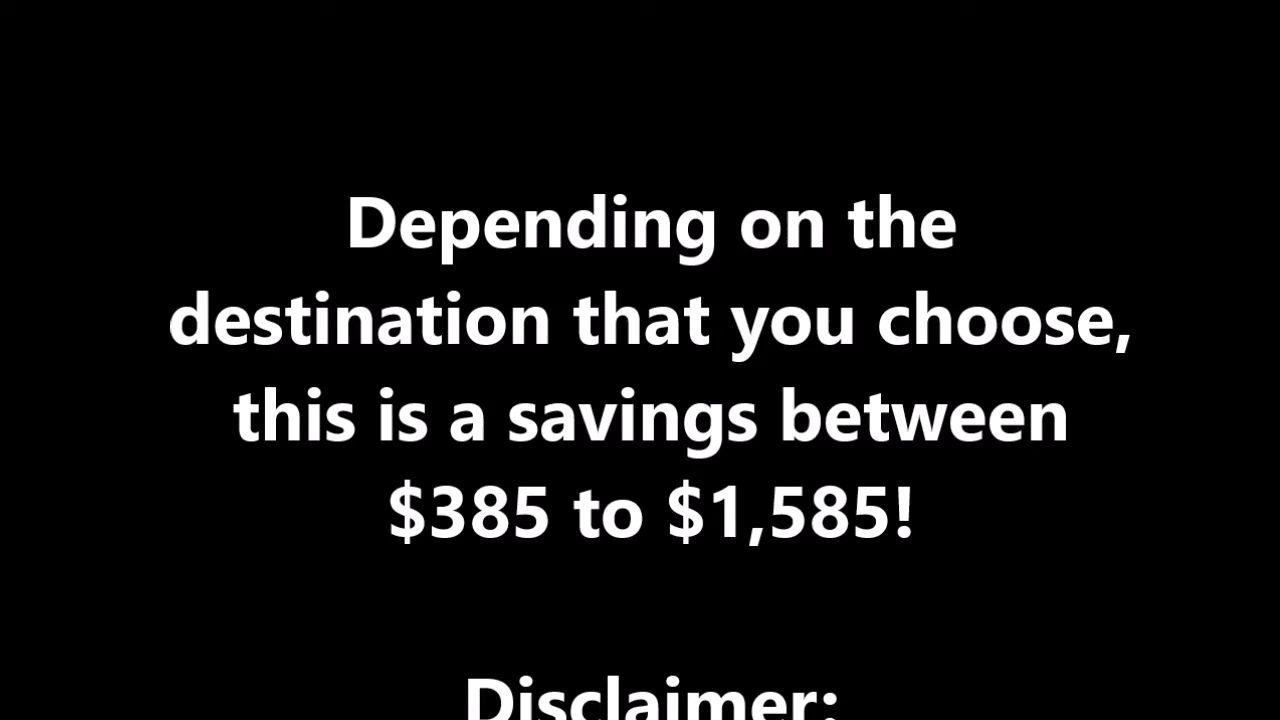 Depending on the
destination that you choose,
this is a savings between
$385 to $1,585!
Disclaimer: